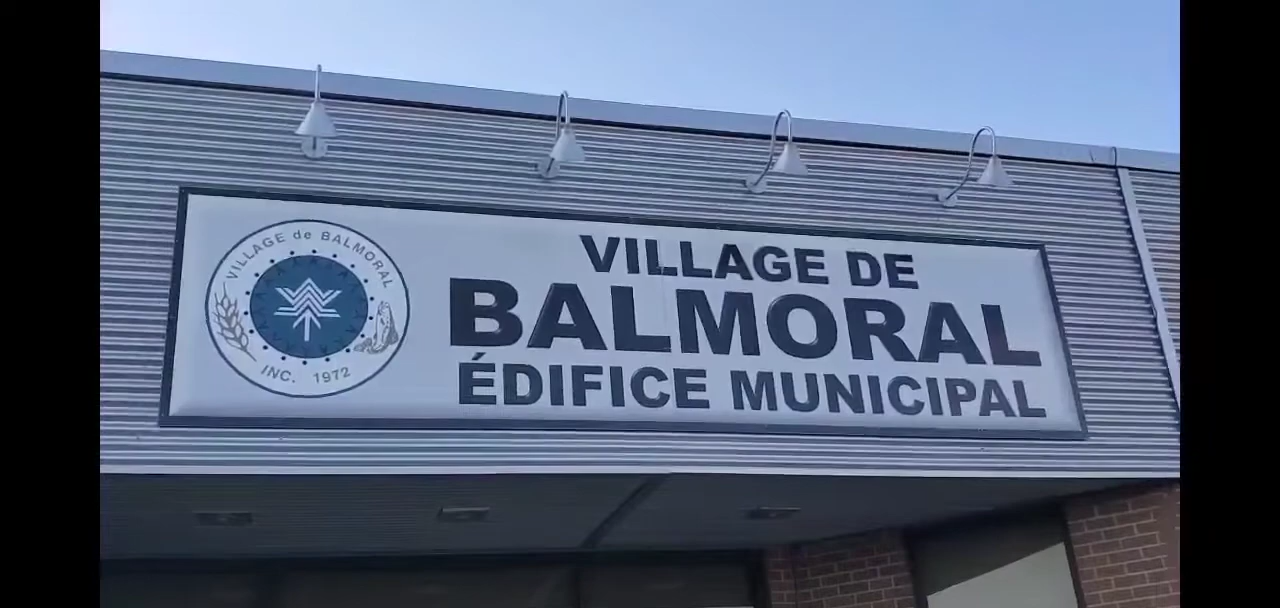 VILLAGE de BALMORAL
INC. 1972
VILLAGE DE
BALMORAL
ÉDIFICE MUNICIPAL